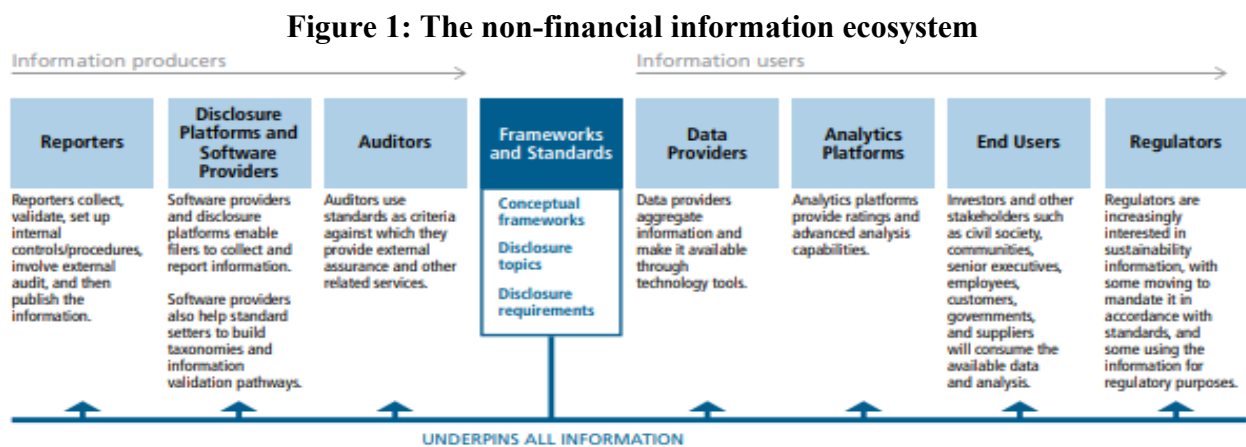 Figure 1: The non-financial information ecosystem
Information producers
Information users
Reporters
Reporters collect,
validate, set up
internal
controls/procedures,
involve external
audit, and then
publish the
information.
Disclosure
Platforms and
Software
Providers
Software providers
and disclosure
platforms enable
filers to collect and
report information.
Software providers
also help standard
setters to build
taxonomies and
information
validation pathways.
Auditors
Auditors use
standards as criteria
against which they
provide external
assurance and other
related services.
Frameworks
and Standards
Conceptual
frameworks
Disclosure
topics
Disclosure
requirements
Data
Providers
Data providers
aggregate
information and
make it available
through
technology tools.
Analytics
Platforms
Analytics platforms
provide ratings and
advanced analysis
capabilities.
End Users
Investors and other
stakeholders such
as civil society,
communities,
senior executives,
employees,
customers,
governments,
and suppliers
will consume the
available data
and analysis.
Regulators
Regulators are
increasingly
interested in
sustainability
information, with
some moving to
mandate it in
accordance with
standards, and
some using the
information for
regulatory purposes.
UNDERPINS ALL INFORMATION